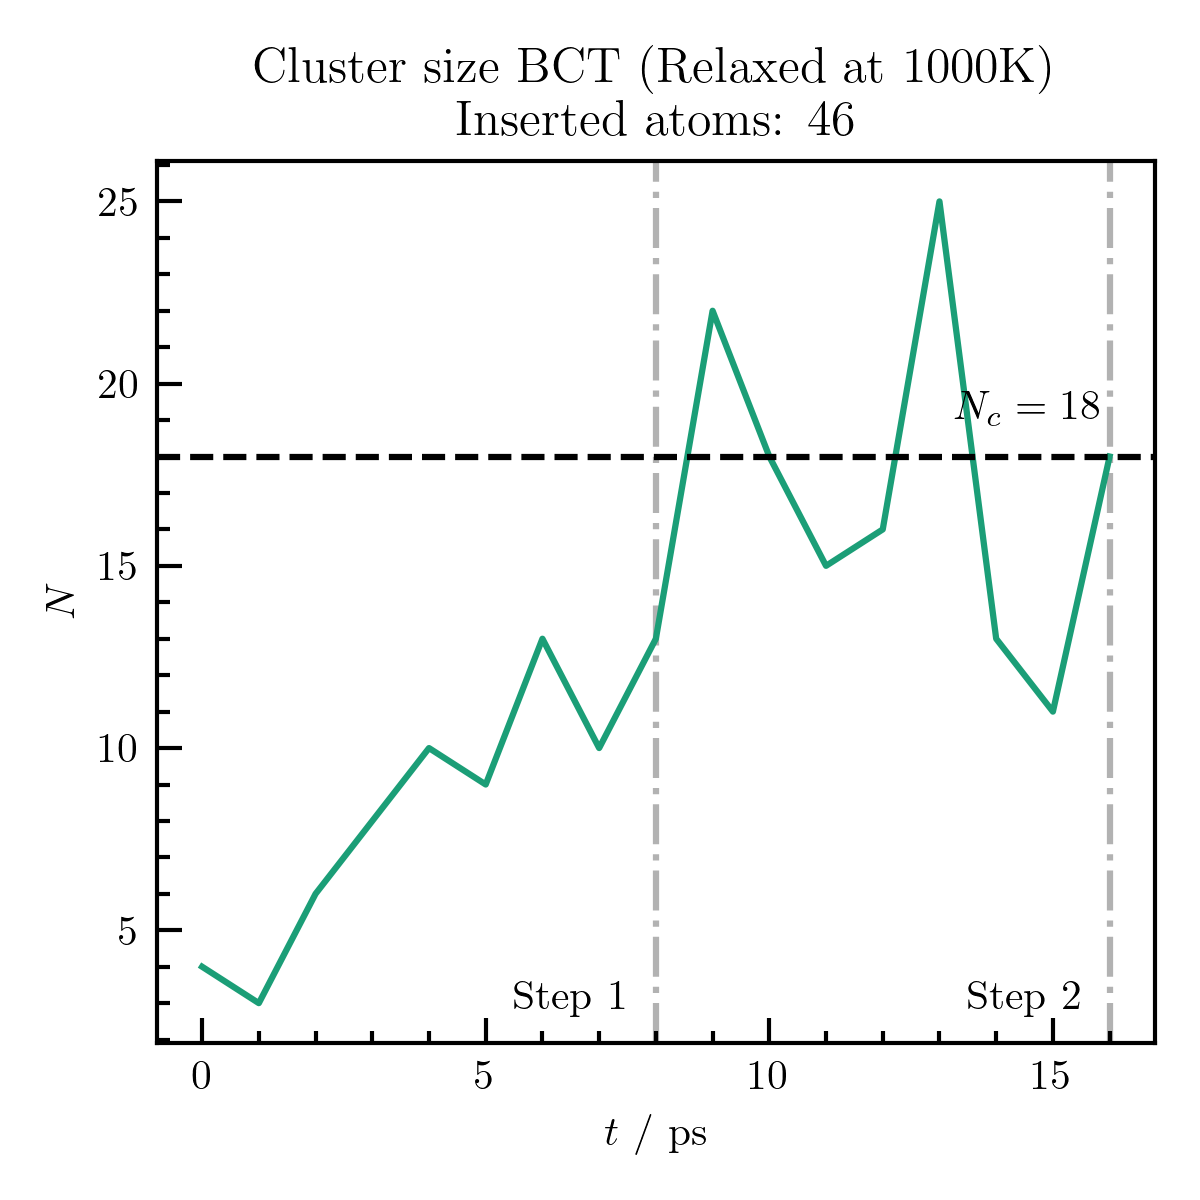 Cluster size BCT (Relaxed at 1000K)
Inserted atoms: 46
25
20
15
10
5
N
N_c = 18
Step 1
Step 2
0
5
10
15
t / ps